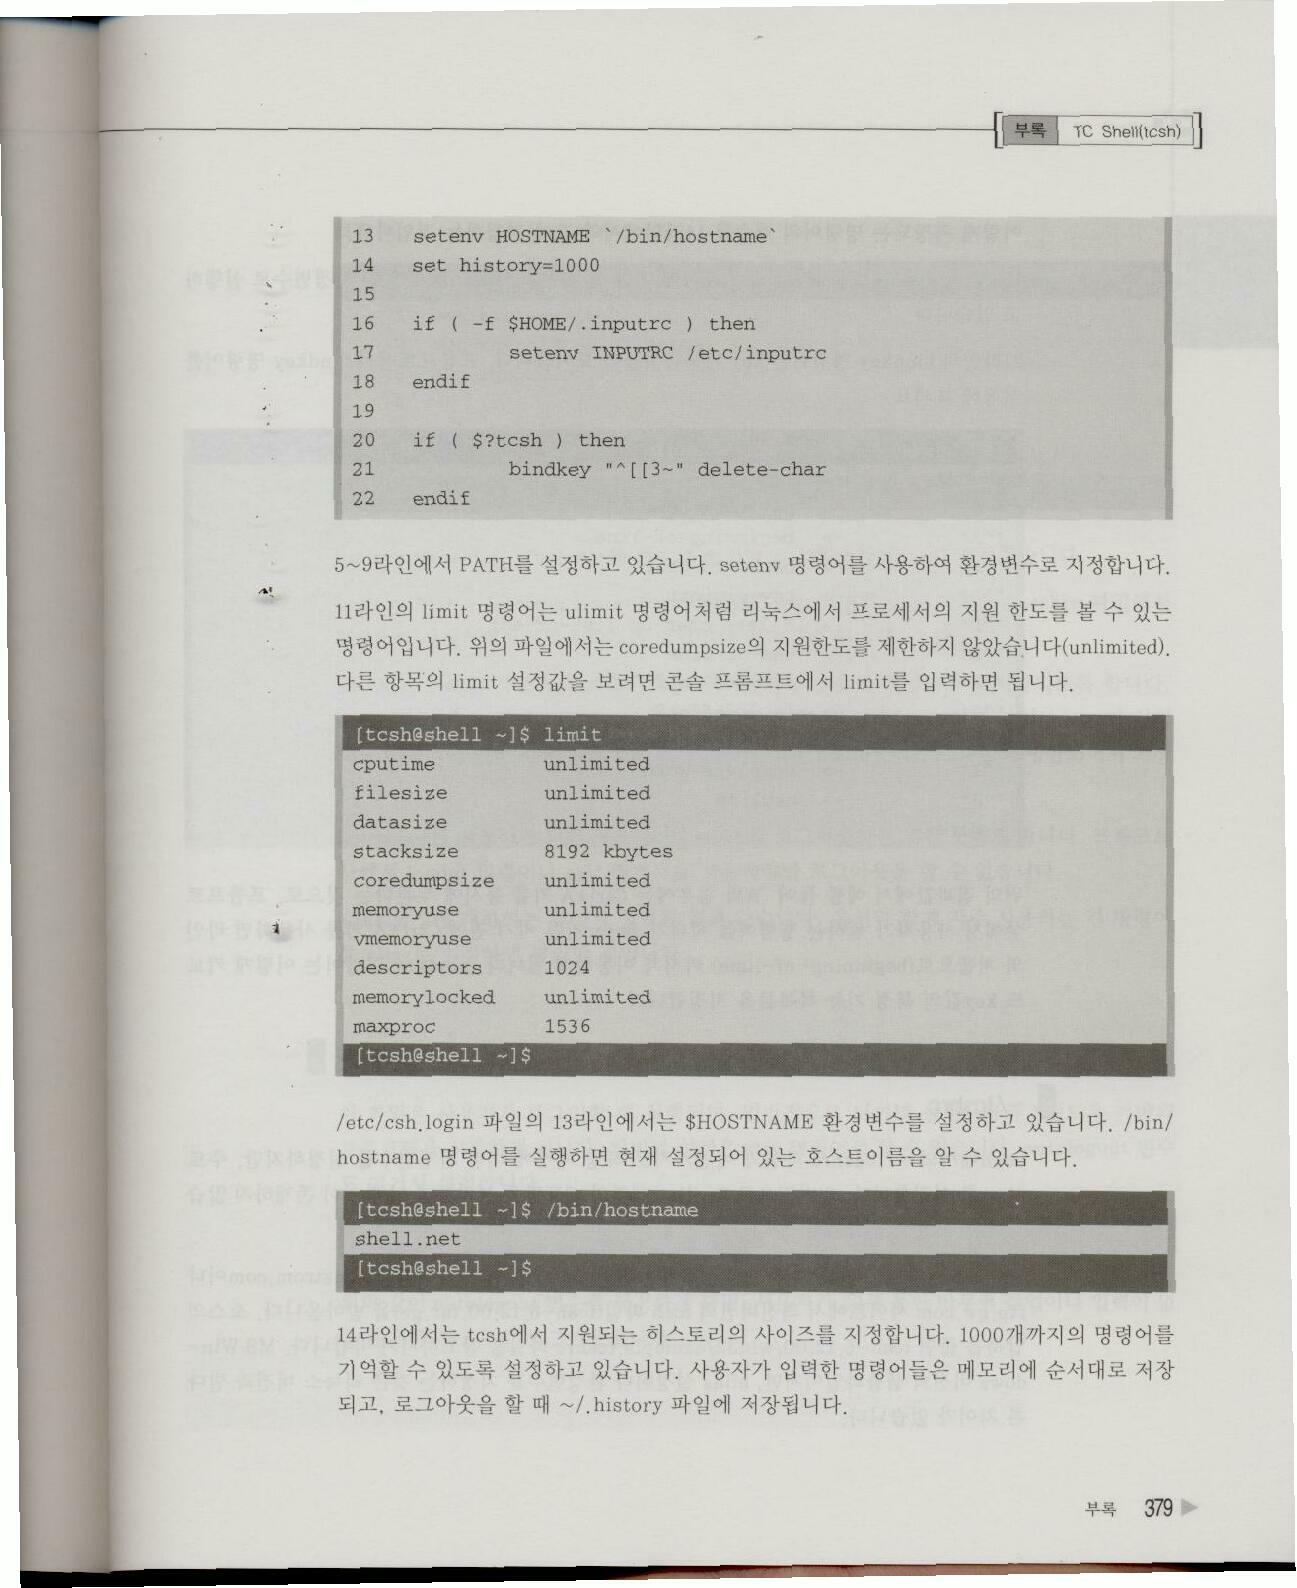 부록 TC Shell(tcsh)
13 setenv HOSTNAME `/bin/hostname`
14 set history=1000
15
16 if ( -f $HOME/.inputrc ) then
17 setenv INPUTRC /etc/inputrc
18 endif
19
20 if ( $?tcsh ) then
21 bindkey "^[[3~" delete-char
22 endif
5~9라인에서 PATH를 설정하고 있습니다. setenv 명령어를 사용하여 환경변수로 지정합니다.
11라인의 limit 명령어는 ulimit 명령어처럼 리눅스에서 프로세서의 지원 한도를 볼 수 있는
명령어입니다. 위의 파일에서는 coredumpsize의 지원한도를 제한하지 않았습니다(unlimited).
다른 항목의 limit 설정값을 보려면 콘솔 프롬프트에서 limit를 입력하면 됩니다.
[tcsh@shell ~]$ limit
cputime unlimited
filesize unlimited
datasize unlimited
stacksize 8192 kbytes
coredumpsize unlimited
memoryuse unlimited
vmemoryuse unlimited
descriptors 1024
memorylocked unlimited
maxproc 1536
[tcsh@shell ~]$
/etc/csh.login 파일의 13라인에서는 $HOSTNAME 환경변수를 설정하고 있습니다. /bin/
hostname 명령어를 실행하면 현재 설정되어 있는 호스트이름을 알 수 있습니다.
[tcsh@shell ~]$ /bin/hostname
shell.net
[tcsh@shell ~]$
14라인에서는 tcsh에서 지원되는 히스토리의 사이즈를 지정합니다. 1000개까지의 명령어를
기억할 수 있도록 설정하고 있습니다. 사용자가 입력한 명령어들은 메모리에 순서대로 저장
되고, 로그아웃을 할 때 ~/.history 파일에 저장됩니다.
부록 379